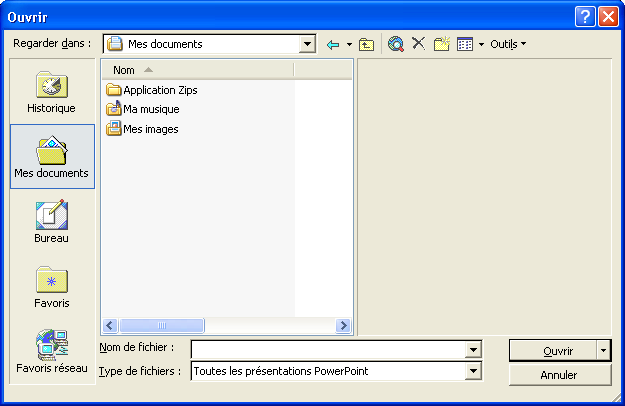 Ouvrir
Regarder dans : Mes documents Outils
Historique
Mes documents
Bureau
Favoris
Favoris réseau
Nom
Application Zips
Ma musique
Mes images
Nom de fichier : Ouvrir
Type de fichiers : Toutes les présentations PowerPoint Annuler